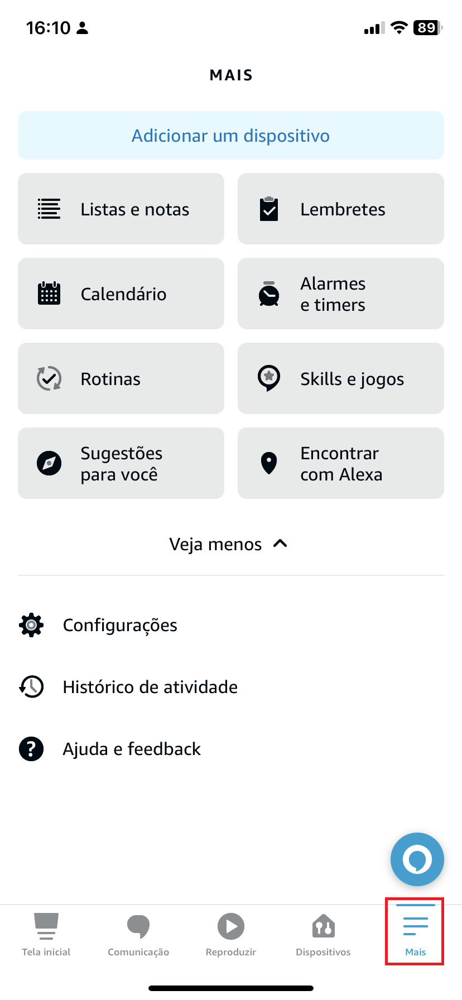 16:10
89
MAIS
Adicionar um dispositivo
Listas e notas
Lembretes
Calendário
Alarmes
e timers
Rotinas
Skills e jogos
Sugestões
para você
Encontrar
com Alexa
Veja menos
Configurações
Histórico de atividade
?
Ajuda e feedback
Tela inicial
Comunicação
Reproduzir
Dispositivos
Mais